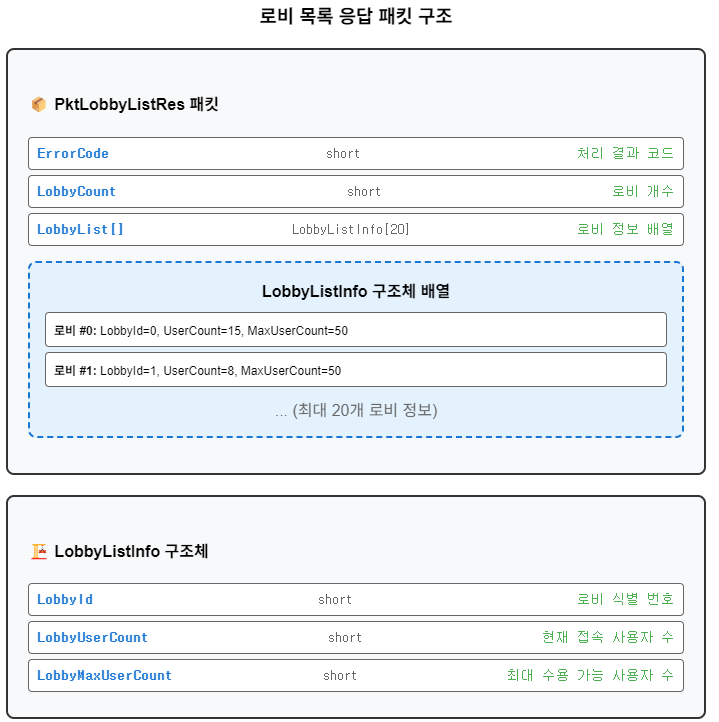 로비 목록 응답 패킷 구조
📦 PktLobbyListRes 패킷
ErrorCode short 처리 결과 코드
LobbyCount short 로비 개수
LobbyList[] LobbyListInfo[20] 로비 정보 배열
LobbyListInfo 구조체 배열
로비 #0: LobbyId=0, UserCount=15, MaxUserCount=50
로비 #1: LobbyId=1, UserCount=8, MaxUserCount=50
... (최대 20개 로비 정보)
🏗️ LobbyListInfo 구조체
LobbyId short 로비 식별 번호
LobbyUserCount short 현재 접속 사용자 수
LobbyMaxUserCount short 최대 수용 가능 사용자 수